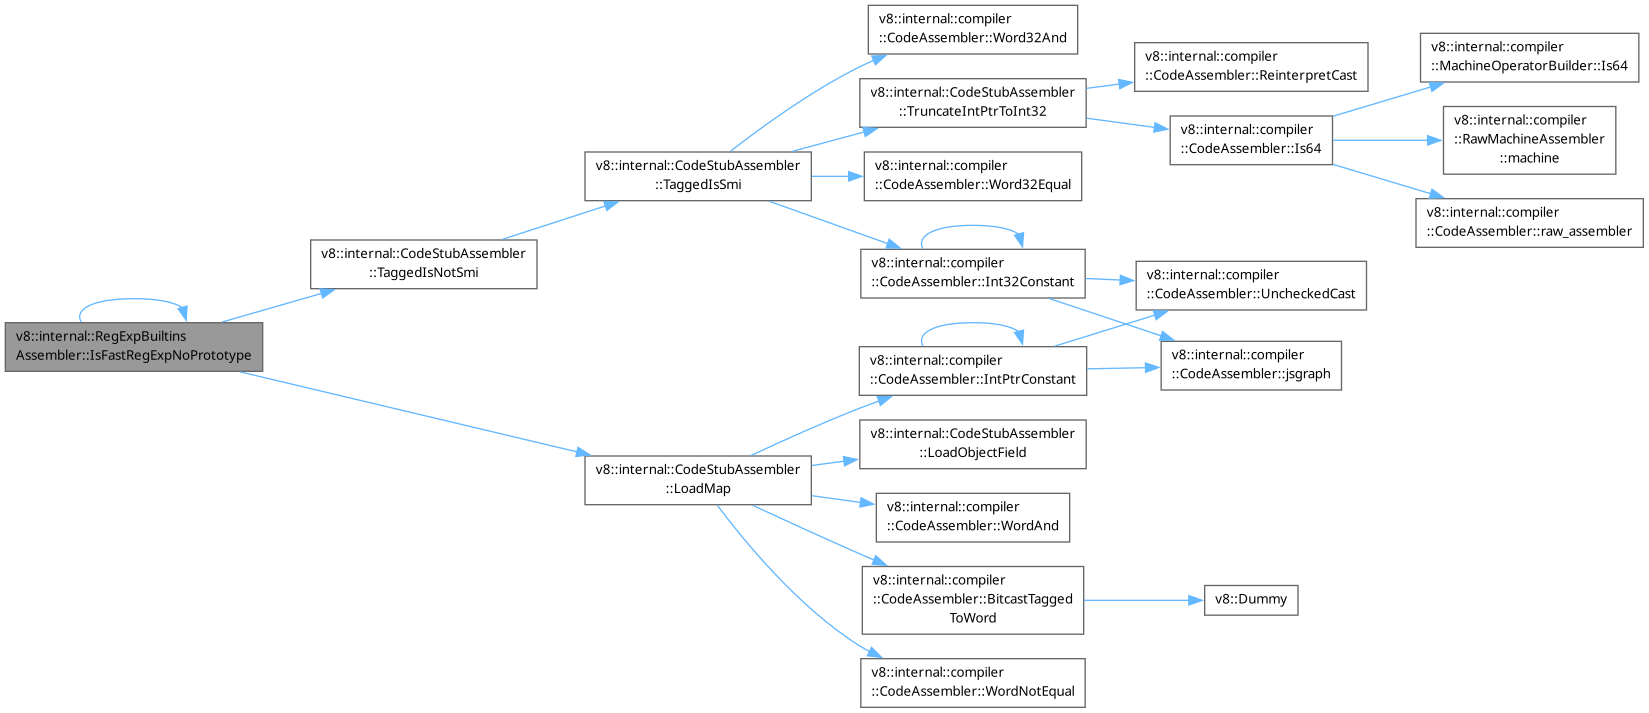 v8::internal::RegExpBuiltins
Assembler::IsFastRegExpNoPrototype
v8::internal::CodeStubAssembler
::TaggedIsNotSmi
v8::internal::CodeStubAssembler
::TaggedIsSmi
v8::internal::CodeStubAssembler
::LoadMap
v8::internal::compiler
::CodeAssembler::Word32And
v8::internal::CodeStubAssembler
::TruncateIntPtrToInt32
v8::internal::compiler
::CodeAssembler::Word32Equal
v8::internal::compiler
::CodeAssembler::Int32Constant
v8::internal::compiler
::CodeAssembler::IntPtrConstant
v8::internal::CodeStubAssembler
::LoadObjectField
v8::internal::compiler
::CodeAssembler::WordAnd
v8::internal::compiler
::CodeAssembler::BitcastTagged
ToWord
v8::internal::compiler
::CodeAssembler::WordNotEqual
v8::internal::compiler
::CodeAssembler::ReinterpretCast
v8::internal::compiler
::CodeAssembler::Is64
v8::internal::compiler
::CodeAssembler::UncheckedCast
v8::internal::compiler
::CodeAssembler::jsgraph
v8::Dummy
v8::internal::compiler
::MachineOperatorBuilder::Is64
v8::internal::compiler
::RawMachineAssembler
::machine
v8::internal::compiler
::CodeAssembler::raw_assembler